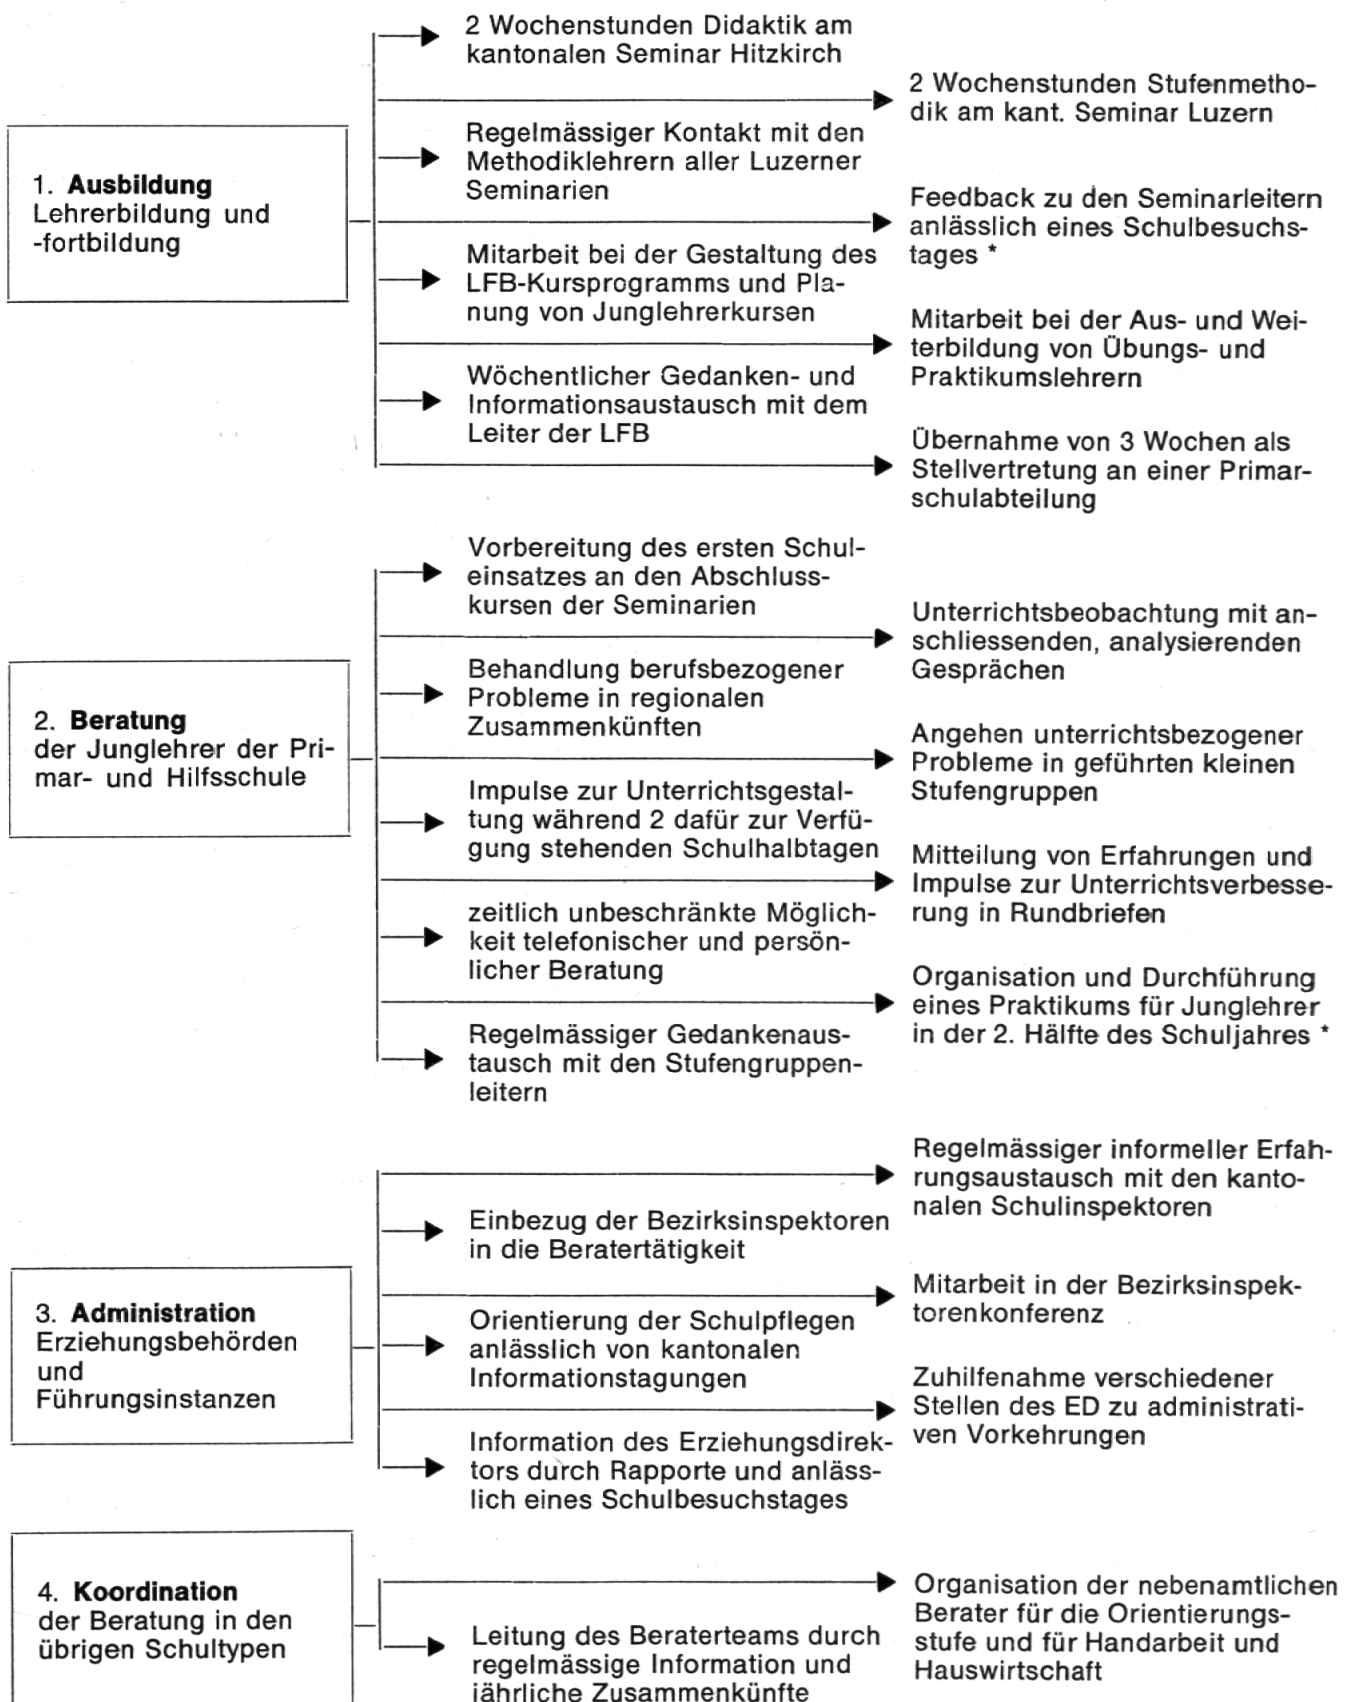 1. Ausbildung
Lehrerbildung und
-fortbildung
2 Wochenstunden Didaktik am
kantonalen Seminar Hitzkirch
2 Wochenstunden Stufenmetho-
dik am kant. Seminar Luzern
Regelmässiger Kontakt mit den
Methodiklehrern aller Luzerner
Seminarien
Feedback zu den Seminarleitern
anlässlich eines Schulbesuchs-
tages *
Mitarbeit bei der Gestaltung des
LFB-Kursprogramms und Pla-
nung von Junglehrerkursen
Mitarbeit bei der Aus- und Wei-
terbildung von Übungs- und
Praktikumslehrern
Wöchentlicher Gedanken- und
Informationsaustausch mit dem
Leiter der LFB
Übernahme von 3 Wochen als
Stellvertretung an einer Primar-
schulabteilung
2. Beratung
der Junglehrer der Pri-
mar- und Hilfsschule
Vorbereitung des ersten Schul-
einsatzes an den Abschluss-
kursen der Seminarien
Unterrichtsbeobachtung mit an-
schliessenden, analysierenden
Gesprächen
Behandlung berufsbezogener
Probleme in regionalen
Zusammenkünften
Angehen unterrichtsbezogener
Probleme in geführten kleinen
Stufengruppen
Impulse zur Unterrichtsgestal-
tung während 2 dafür zur Verfü-
gung stehenden Schulhalbtagen
Mitteilung von Erfahrungen und
Impulse zur Unterrichtsverbesse-
rung in Rundbriefen
zeitlich unbeschränkte Möglich-
keit telefonischer und persön-
licher Beratung
Organisation und Durchführung
eines Praktikums für Junglehrer
in der 2. Hälfte des Schuljahres *
Regelmässiger Gedankenaus-
tausch mit den Stufengruppen-
leitern
3. Administration
Erziehungsbehörden
und
Führungsinstanzen
Regelmässiger informeller Erfah-
rungsaustausch mit den kanto-
nalen Schulinspektoren
Einbezug der Bezirksinspektoren
in die Beratertätigkeit
Mitarbeit in der Bezirksinspek-
torenkonferenz
Orientierung der Schulpflegen
anlässlich von kantonalen
Informationstagungen
Zuhilfenahme verschiedener
Stellen des ED zu administrati-
ven Vorkehrungen
Information des Erziehungsdirek-
tors durch Rapporte und anläss-
lich eines Schulbesuchstages
4. Koordination
der Beratung in den
übrigen Schultypen
Organisation der nebenamtlichen
Berater für die Orientierungs-
stufe und für Handarbeit und
Hauswirtschaft
Leitung des Beraterteams durch
regelmässige Information und
jährliche Zusammenkünfte